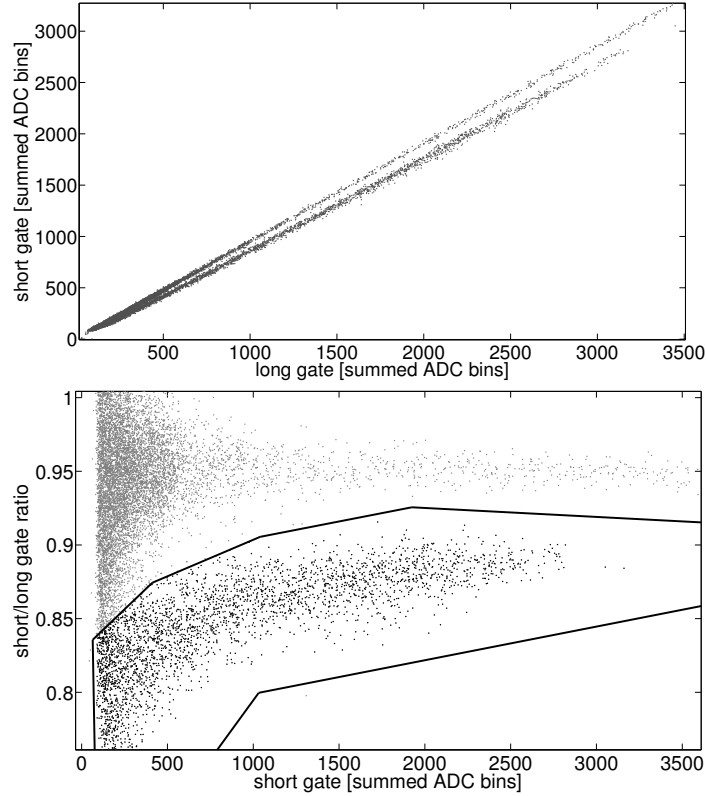 3000
2500
2000
1500
1000
500
0
short gate [summed ADC bins]
500 1000 1500 2000 2500 3000 3500
long gate [summed ADC bins]
1
0.95
0.9
0.85
0.8
short/long gate ratio
0 500 1000 1500 2000 2500 3000 3500
short gate [summed ADC bins]